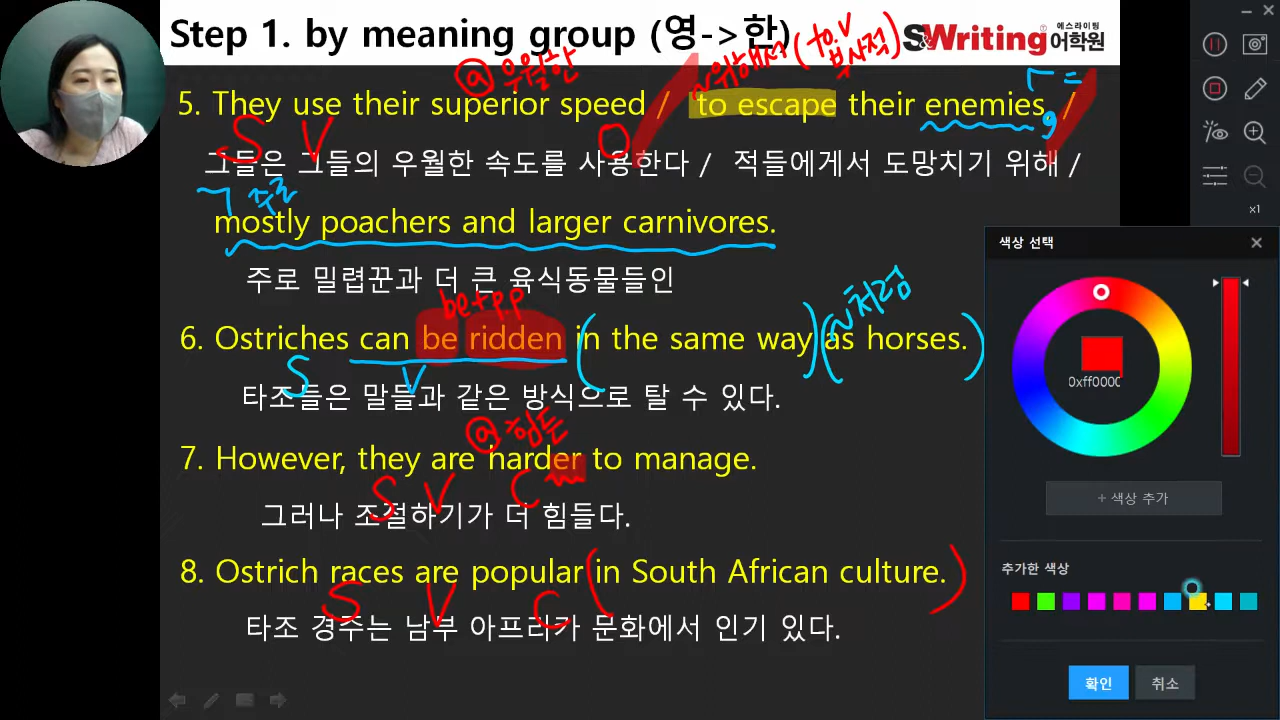 Step 1. by meaning group (영->한)
에스라이팅
S&Writing 어학원
ⓐ 우월한
~위해서 (to.V 부사적)
5. They use their superior speed / to escape their enemies, /
S V O
그들은 그들의 우월한 속도를 사용한다 / 적들에게서 도망치기 위해 /
주로
mostly poachers and larger carnivores.
주로 밀렵꾼과 더 큰 육식동물들인
be+p.p
~처럼
6. Ostriches can be ridden (in the same way) (as horses.)
S V
타조들은 말들과 같은 방식으로 탈 수 있다.
ⓐ 힘든
7. However, they are harder to manage.
S V C
그러나 조절하기가 더 힘들다.
8. Ostrich races are popular (in South African culture.)
S V C
타조 경주는 남부 아프리카 문화에서 인기 있다.
x1
색상 선택
0xff0000
+ 색상 추가
추가한 색상
확인 취소